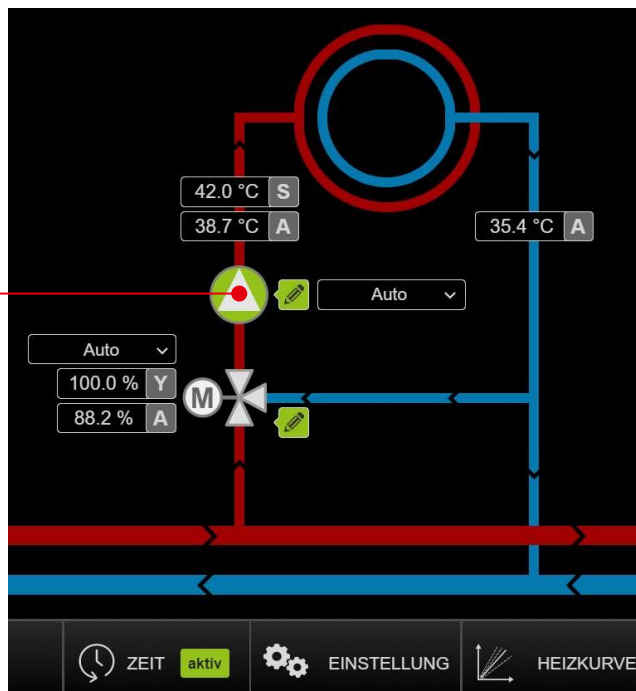 42.0 °C S
38.7 °C A
35.4 °C A
Auto
Auto
100.0 % Y
M
88.2 % A
ZEIT aktiv
EINSTELLUNG
HEIZKURVE